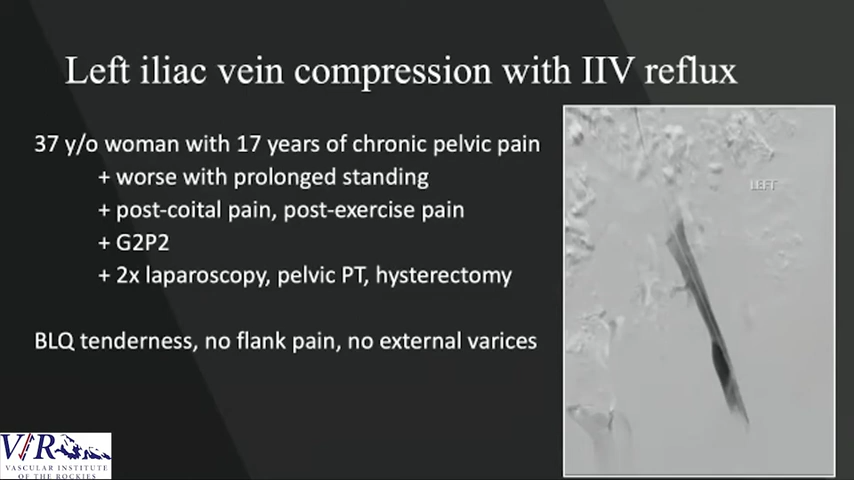 Left iliac vein compression with IIV reflux
37 y/o woman with 17 years of chronic pelvic pain
+ worse with prolonged standing
+ post-coital pain, post-exercise pain
+ G2P2
+ 2x laparoscopy, pelvic PT, hysterectomy
BLQ tenderness, no flank pain, no external varices
LEFT
VIR
VASCULAR INSTITUTE
OF THE ROCKIES